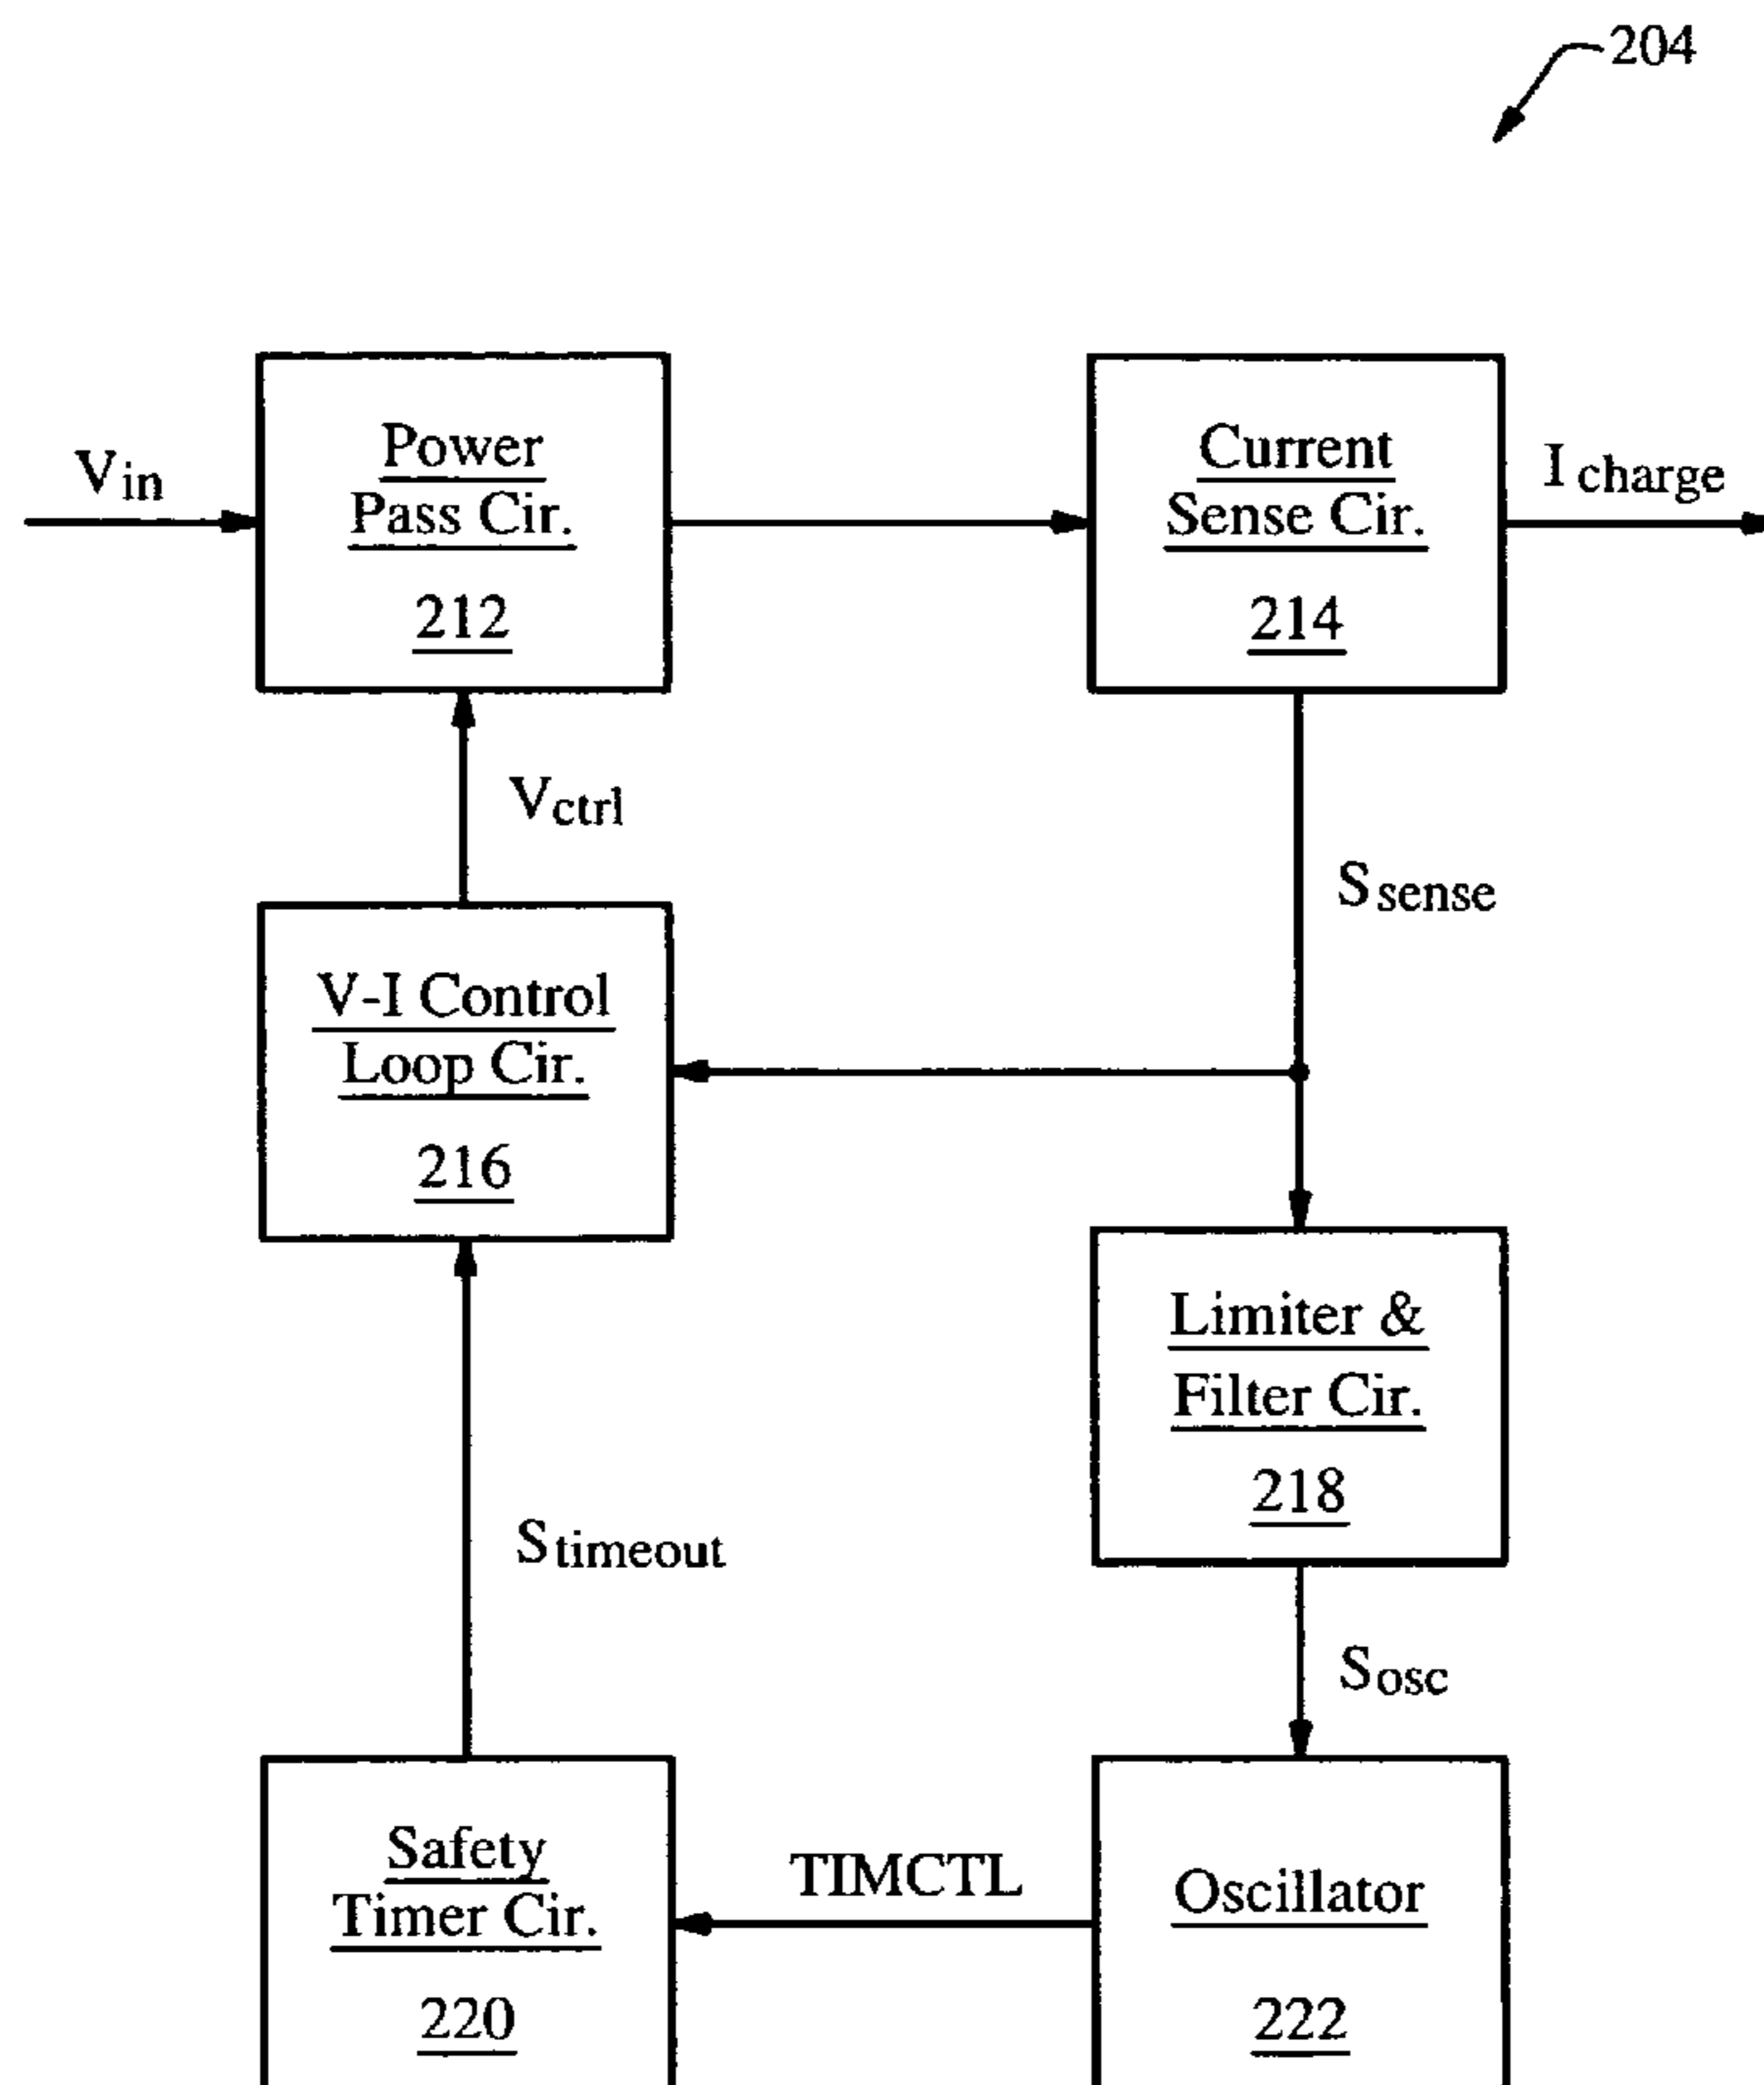 204
Power
Pass Cir.
212
Current
Sense Cir.
214
Vin
I charge
Vctrl
Ssense
V-I Control
Loop Cir.
216
Limiter &
Filter Cir.
218
Stimeout
Sosc
Safety
Timer Cir.
220
TIMCTL
Oscillator
222